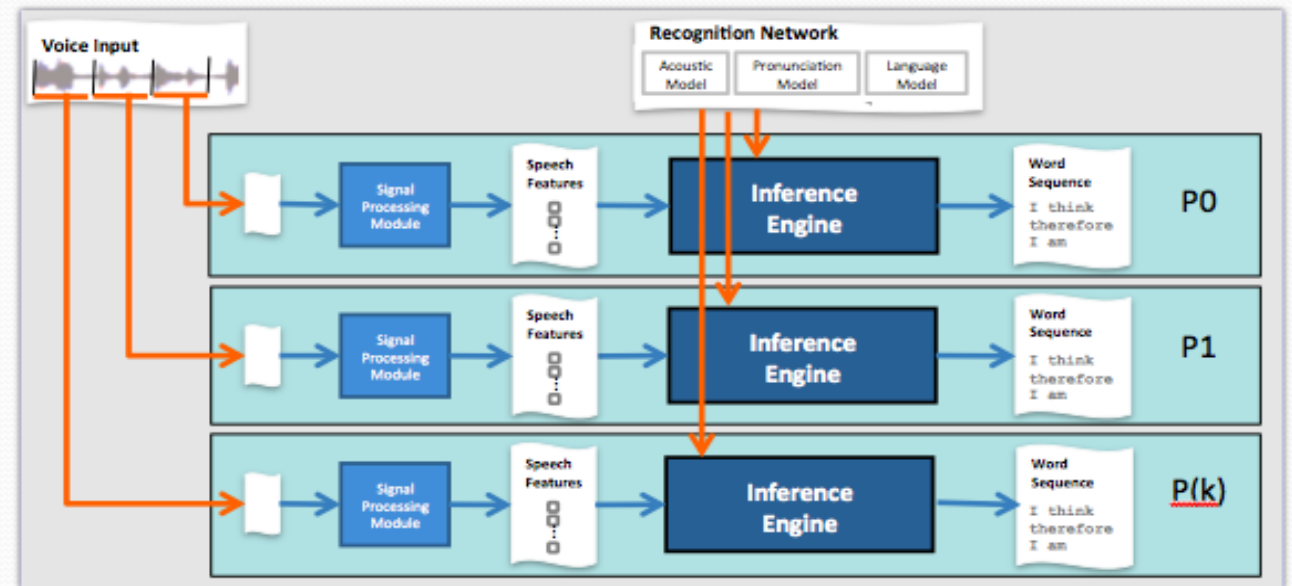 Voice Input
Recognition Network
Acoustic
Model
Pronunciation
Model
Language
Model
Signal
Processing
Module
Speech
Features
Inference
Engine
Word
Sequence
I think
therefore
I am
P0
Signal
Processing
Module
Speech
Features
Inference
Engine
Word
Sequence
I think
therefore
I am
P1
Signal
Processing
Module
Speech
Features
Inference
Engine
Word
Sequence
I think
therefore
I am
P(k)